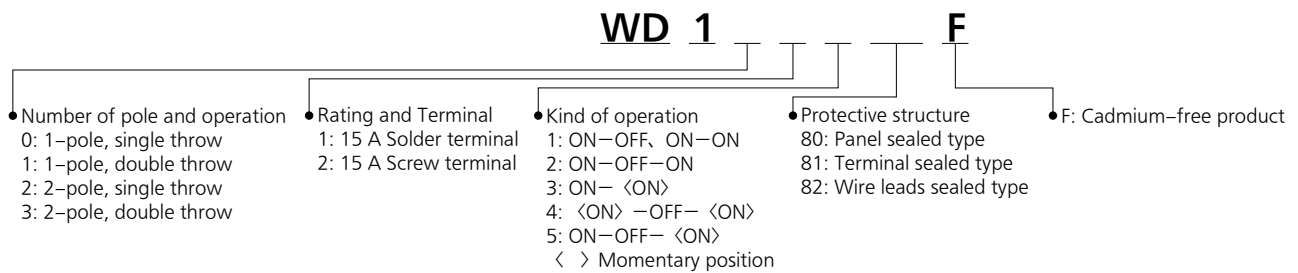 WD 1 F
Number of pole and operation
0: 1-pole, single throw
1: 1-pole, double throw
2: 2-pole, single throw
3: 2-pole, double throw
Rating and Terminal
1: 15 A Solder terminal
2: 15 A Screw terminal
Kind of operation
1: ON－OFF、ON－ON
2: ON－OFF－ON
3: ON－〈ON〉
4: 〈ON〉－OFF－〈ON〉
5: ON－OFF－〈ON〉
〈 〉 Momentary position
Protective structure
80: Panel sealed type
81: Terminal sealed type
82: Wire leads sealed type
F: Cadmium-free product